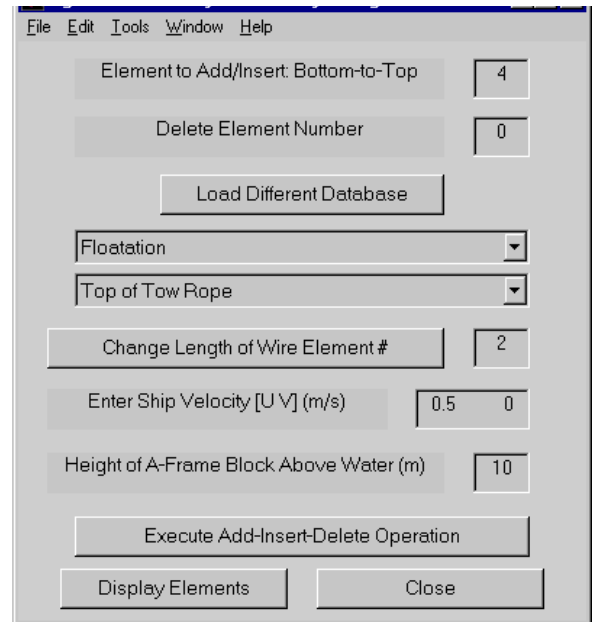 File Edit Tools Window Help
Element to Add/Insert: Bottom-to-Top 4
Delete Element Number 0
Load Different Database
Floatation
Top of Tow Rope
Change Length of Wire Element # 2
Enter Ship Velocity [U V] (m/s) 0.5 0
Height of A-Frame Block Above Water (m) 10
Execute Add-Insert-Delete Operation
Display Elements Close